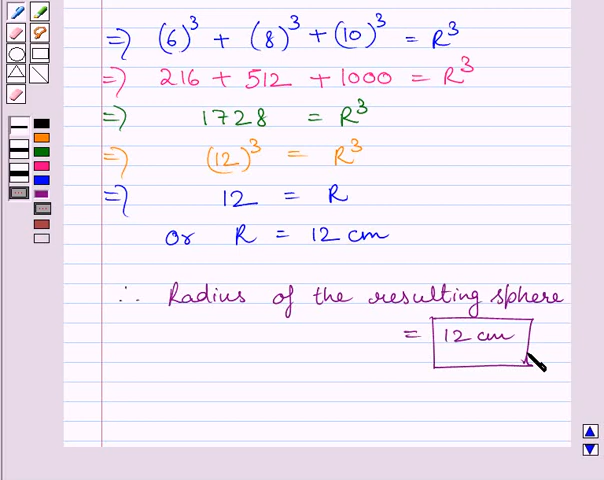 ⇒ (6)³ + (8)³ + (10)³ = R³
⇒ 216 + 512 + 1000 = R³
⇒ 1728 = R³
⇒ (12)³ = R³
⇒ 12 = R
or R = 12 cm
∴ Radius of the resulting sphere
= 12 cm